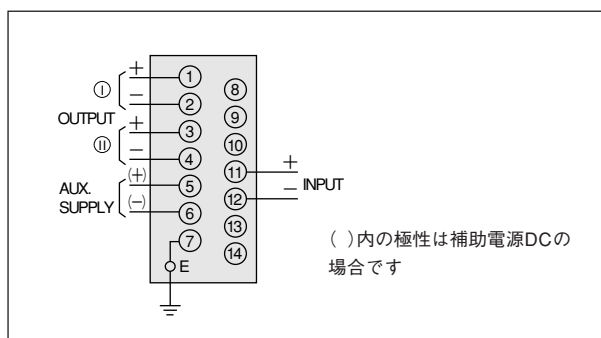 + ① 8
Ⓘ
− ② 9
OUTPUT
+ ③ 10
Ⅱ
− ④ 11 +
INPUT
(+) ⑤ 12 −
AUX.
SUPPLY
(−) ⑥ 13
⑦ 14
E
( )内の極性は補助電源DCの
場合です